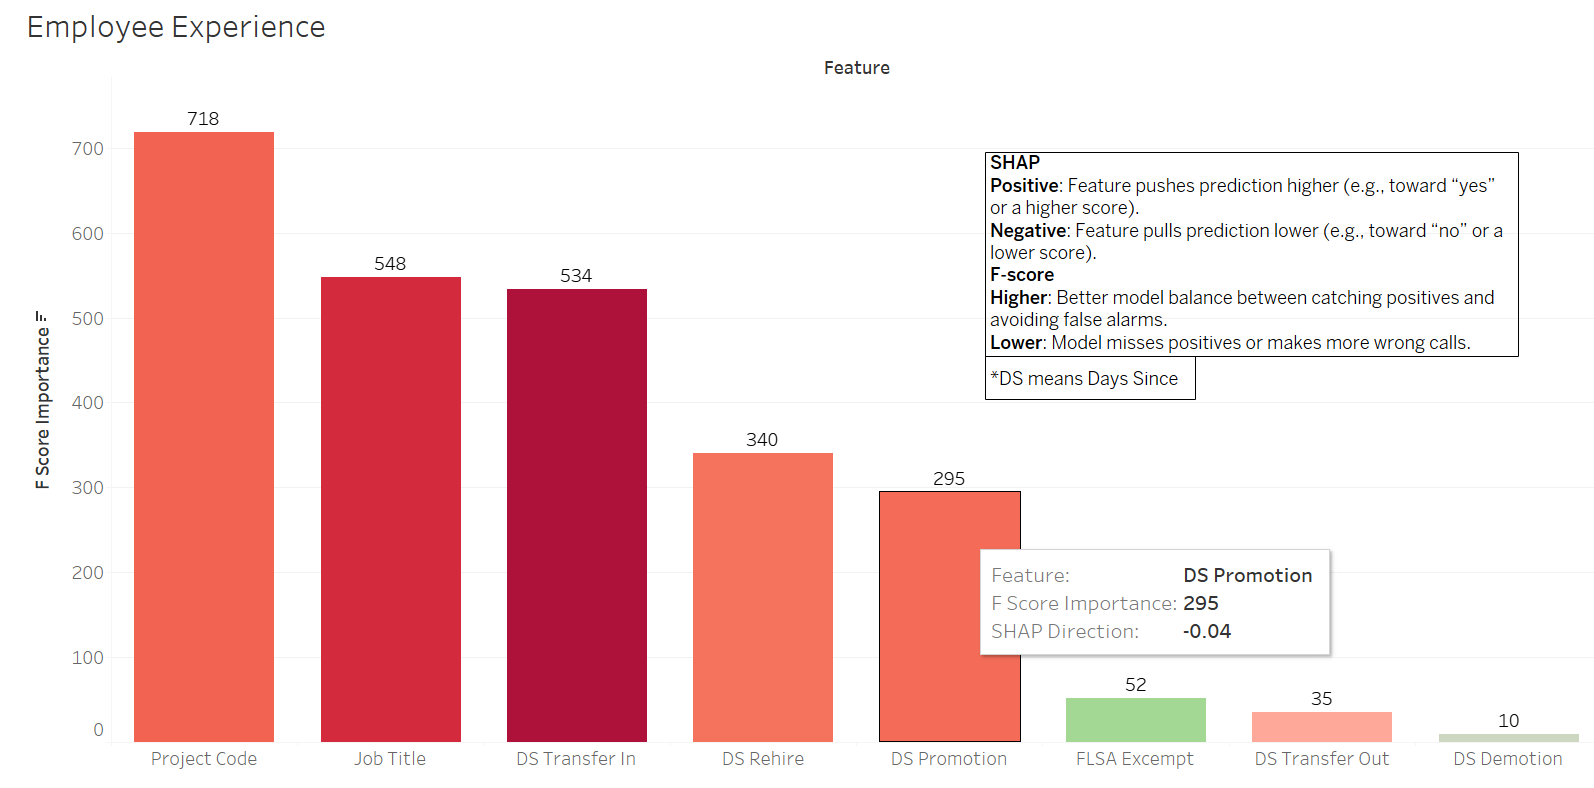 Employee Experience
Feature
718
548
534
340
295
52
35
10
F Score Importance
700
600
500
400
300
200
100
0
SHAP
Positive: Feature pushes prediction higher (e.g., toward “yes”
or a higher score).
Negative: Feature pulls prediction lower (e.g., toward “no” or a
lower score).
F-score
Higher: Better model balance between catching positives and
avoiding false alarms.
Lower: Model misses positives or makes more wrong calls.
*DS means Days Since
Feature: DS Promotion
F Score Importance: 295
SHAP Direction: -0.04
Project Code
Job Title
DS Transfer In
DS Rehire
DS Promotion
FLSA Excempt
DS Transfer Out
DS Demotion